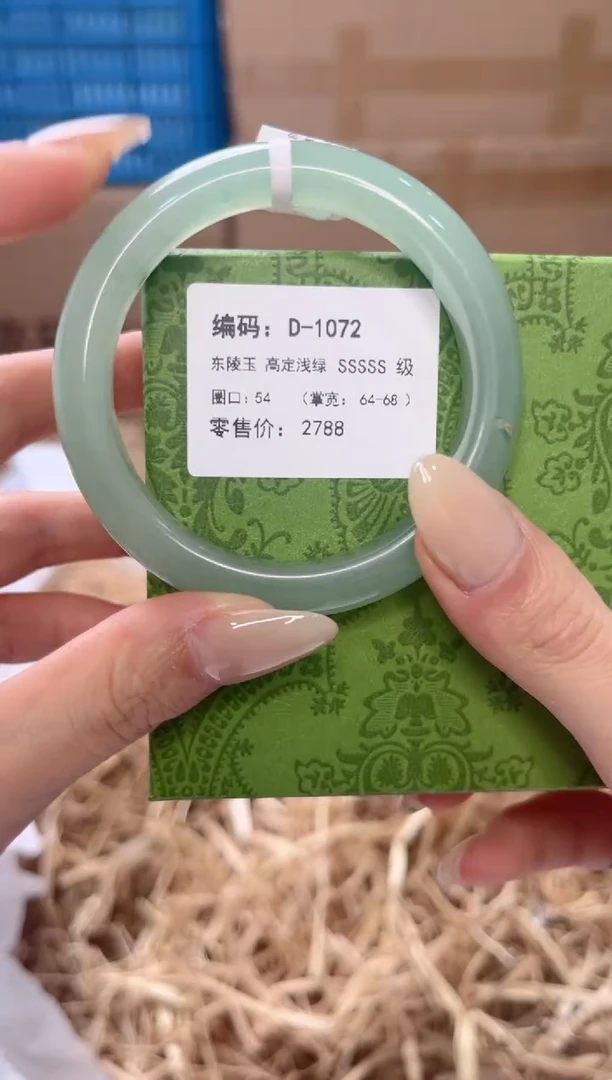 编码：D-1072
东陵玉 高定浅绿 SSSSS 级
圈口：54 （掌宽：64-68 ）
零售价：2788